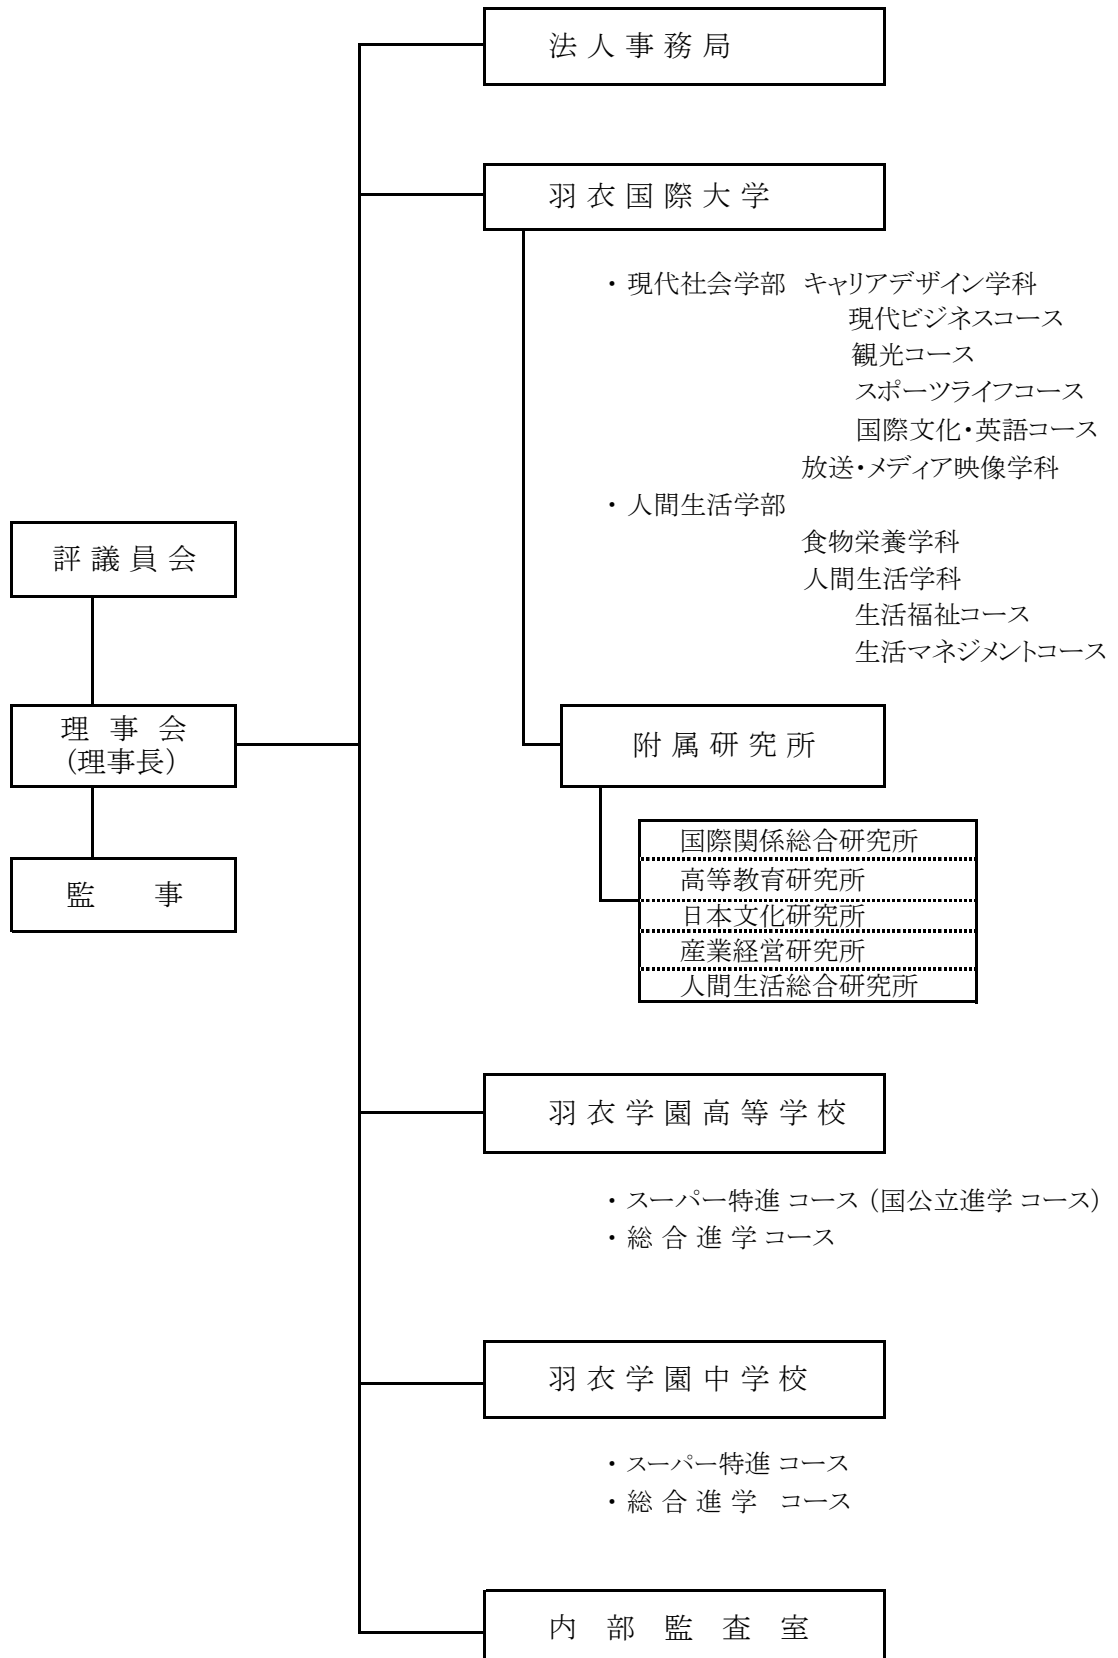 法人事務局
羽衣国際大学
・現代社会学部 キャリアデザイン学科
現代ビジネスコース
観光コース
スポーツライフコース
国際文化・英語コース
放送・メディア映像学科
・人間生活学部
食物栄養学科
人間生活学科
生活福祉コース
生活マネジメントコース
評議員会
理事会
(理事長)
監事
附属研究所
国際関係総合研究所
高等教育研究所
日本文化研究所
産業経営研究所
人間生活総合研究所
羽衣学園高等学校
・スーパー特進 コース (国公立進学 コース)
・総合進学 コース
羽衣学園中学校
・スーパー特進 コース
・総合進学 コース
内部監査室